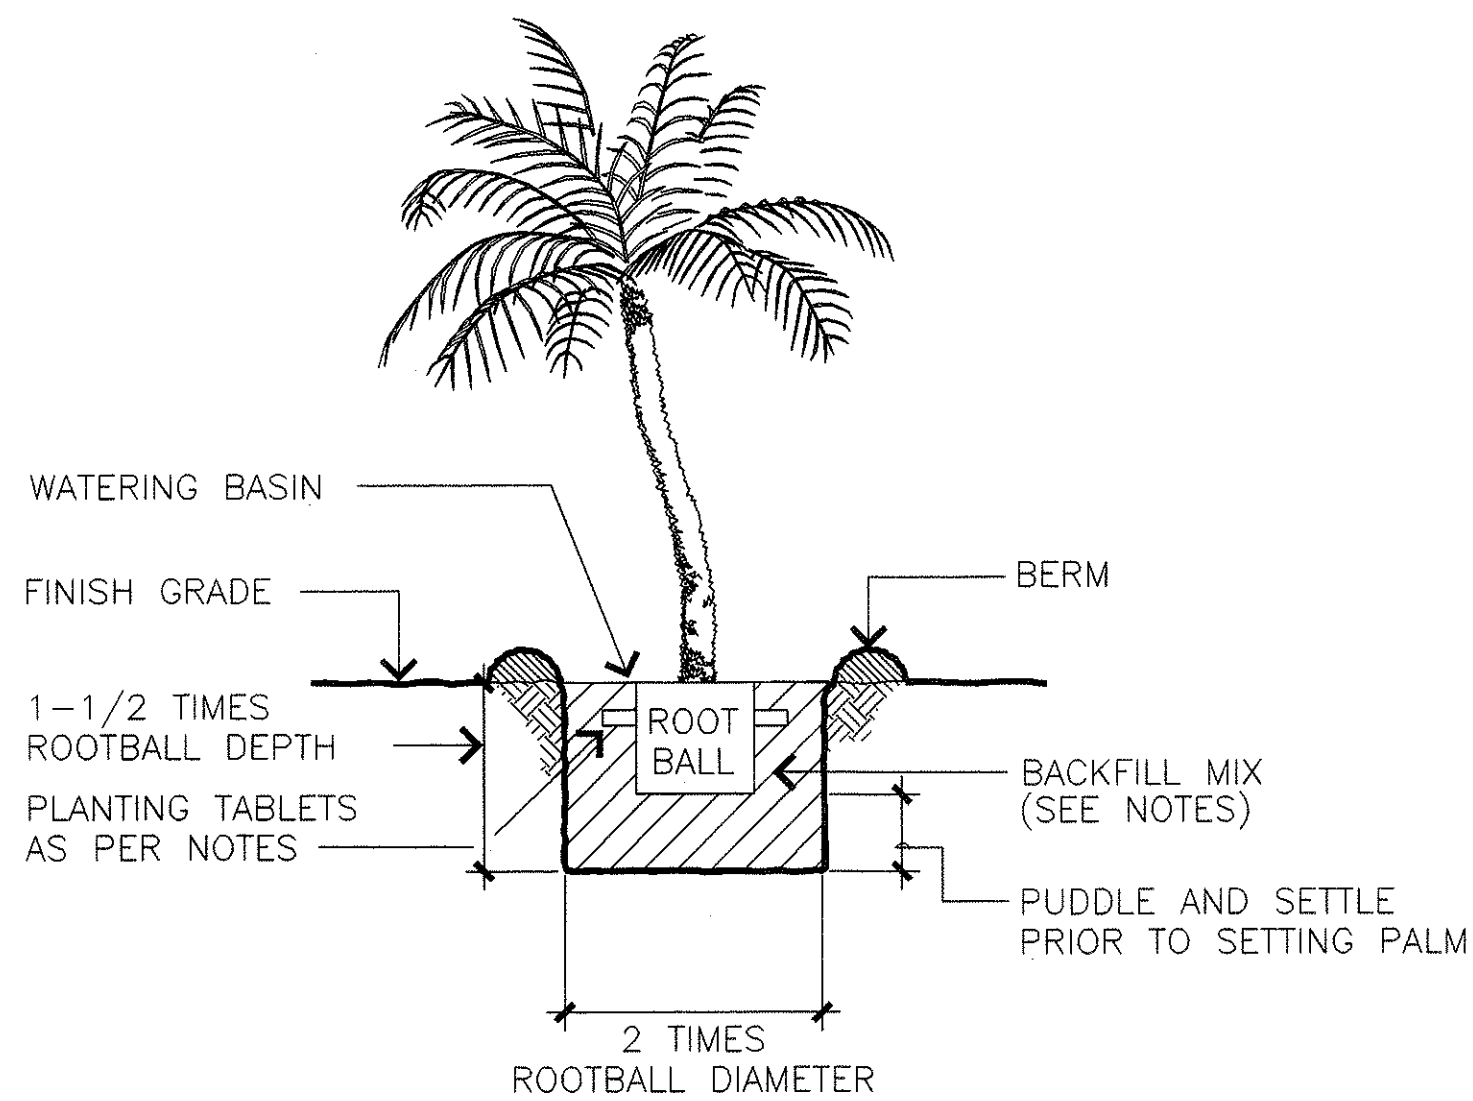 WATERING BASIN
FINISH GRADE
BERM
1-1/2 TIMES
ROOTBALL DEPTH
ROOT
BALL
PLANTING TABLETS
AS PER NOTES
BACKFILL MIX
(SEE NOTES)
PUDDLE AND SETTLE
PRIOR TO SETTING PALM
2 TIMES
ROOTBALL DIAMETER